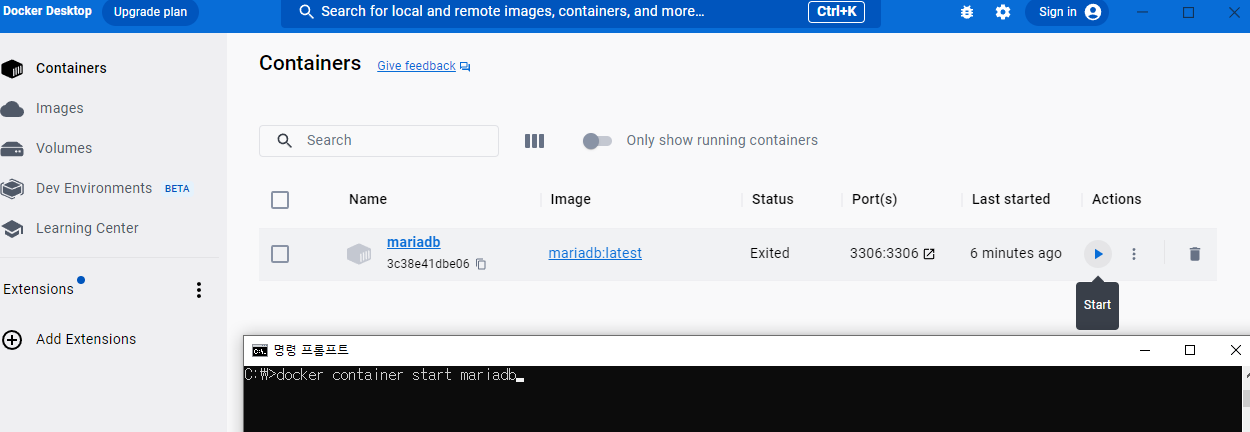 Docker Desktop Upgrade plan Search for local and remote images, containers, and more... Ctrl+K Sign in
Containers
Images
Volumes
Dev Environments BETA
Learning Center
Extensions
Add Extensions
Containers Give feedback
Search Only show running containers
Name Image Status Port(s) Last started Actions
mariadb mariadb:latest Exited 3306:3306 6 minutes ago
3c38e41dbe06
Start
명령 프롬프트
C:₩>docker container start mariadb